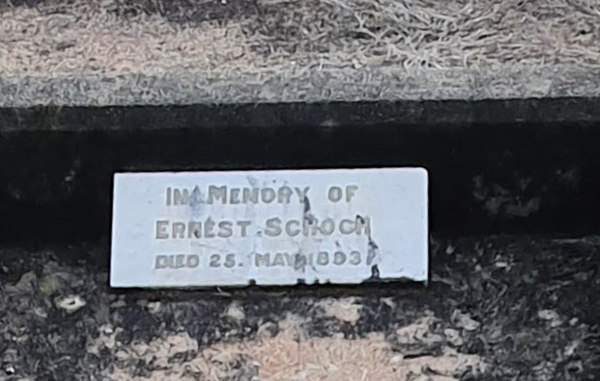 IN MEMORY OF
ERNEST SCHOCH
DIED 25. MAY 1893